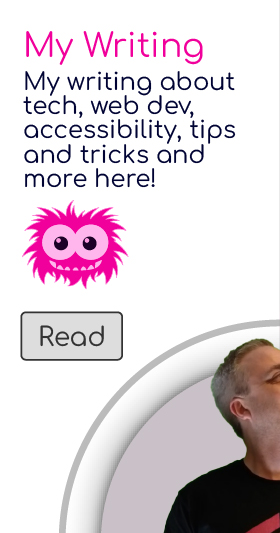 My Writing
My writing about
tech, web dev,
accessibility, tips
and tricks and
more here!
Read